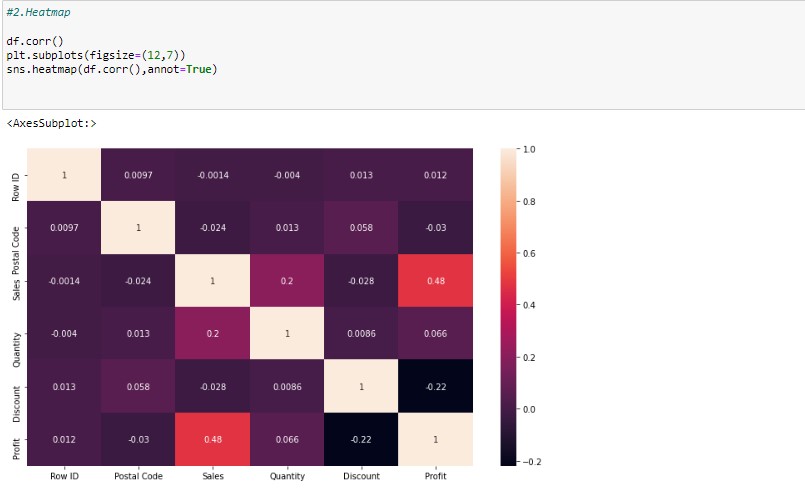 #2.Heatmap
df.corr()
plt.subplots(figsize=(12,7))
sns.heatmap(df.corr(),annot=True)
<AxesSubplot:>
Row ID 1 0.0097 -0.0014 -0.004 0.013 0.012
Postal Code 0.0097 1 -0.024 0.013 0.058 -0.03
Sales -0.0014 -0.024 1 0.2 -0.028 0.48
Quantity -0.004 0.013 0.2 1 0.0086 0.066
Discount 0.013 0.058 -0.028 0.0086 1 -0.22
Profit 0.012 -0.03 0.48 0.066 -0.22 1
Row ID Postal Code Sales Quantity Discount Profit
1.0
0.8
0.6
0.4
0.2
0.0
-0.2